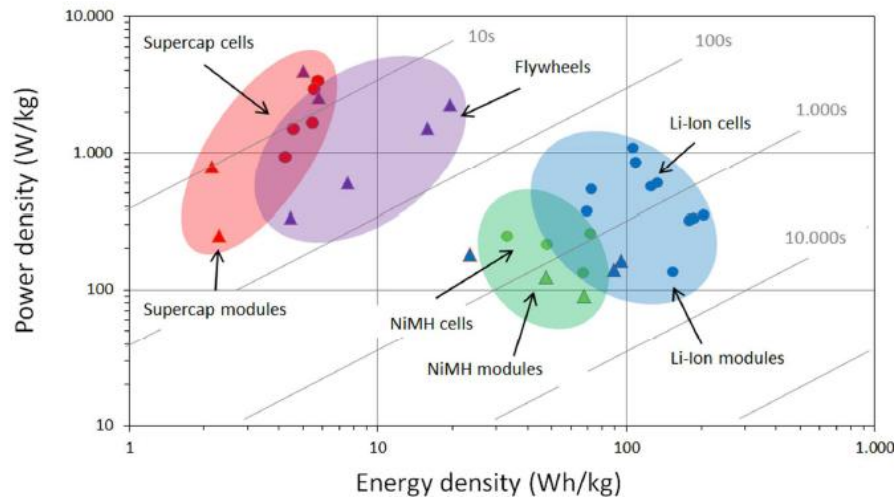 10.000
10s
100s
Supercap cells
Flywheels
1.000s
Li-Ion cells
1.000
Power density (W/kg)
10.000s
100
Supercap modules
NiMH cells
NiMH modules
Li-Ion modules
10
1
10
100
1.000
Energy density (Wh/kg)